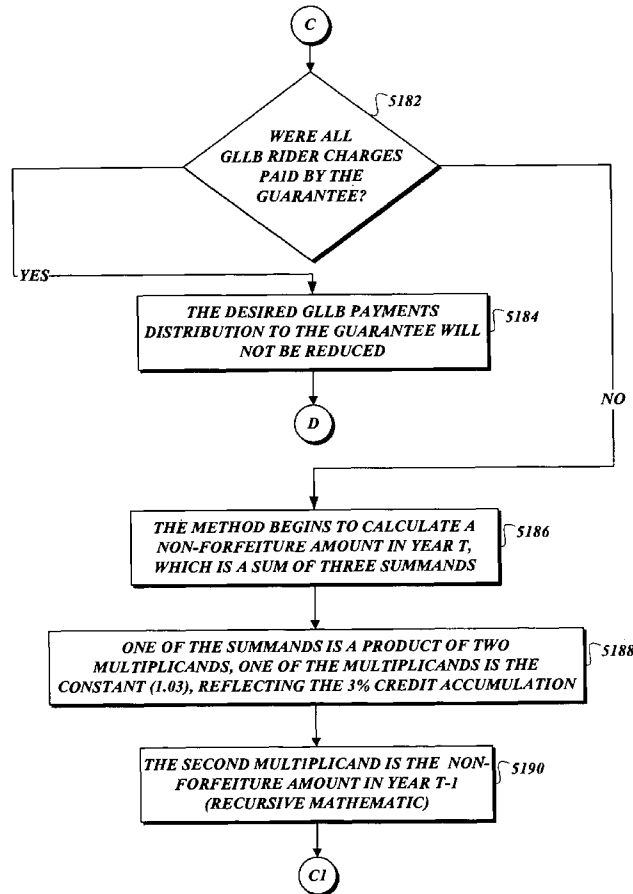 C
5182
WERE ALL
GLLB RIDER CHARGES
PAID BY THE
GUARANTEE?
YES
THE DESIRED GLLB PAYMENTS
DISTRIBUTION TO THE GUARANTEE WILL
NOT BE REDUCED
5184
D
NO
THE METHOD BEGINS TO CALCULATE A
NON-FORFEITURE AMOUNT IN YEAR T,
WHICH IS A SUM OF THREE SUMMANDS
5186
ONE OF THE SUMMANDS IS A PRODUCT OF TWO
MULTIPLICANDS, ONE OF THE MULTIPLICANDS IS THE
CONSTANT (1.03), REFLECTING THE 3% CREDIT ACCUMULATION
5188
THE SECOND MULTIPLICAND IS THE NON-
FORFEITURE AMOUNT IN YEAR T-1
(RECURSIVE MATHEMATIC)
5190
C1